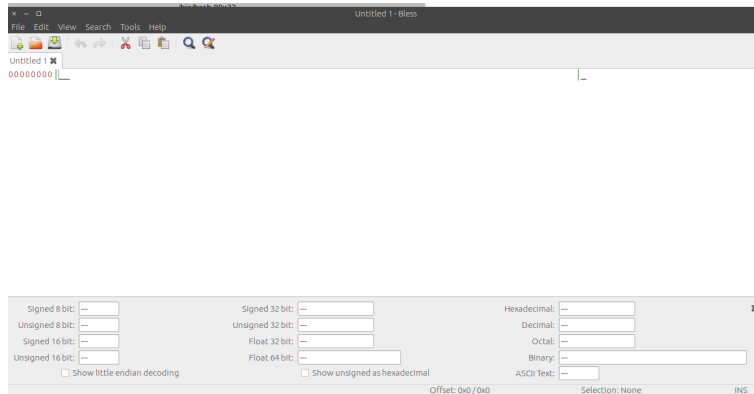 Untitled 1 - Bless
File Edit View Search Tools Help
Untitled 1
00000000
Signed 8 bit: — Signed 32 bit: — Hexadecimal: —
Unsigned 8 bit: — Unsigned 32 bit: — Decimal: —
Signed 16 bit: — Float 32 bit: — Octal: —
Unsigned 16 bit: — Float 64 bit: — Binary: —
Show little endian decoding Show unsigned as hexadecimal ASCII Text: —
Offset: 0x0 / 0x0 Selection: None INS